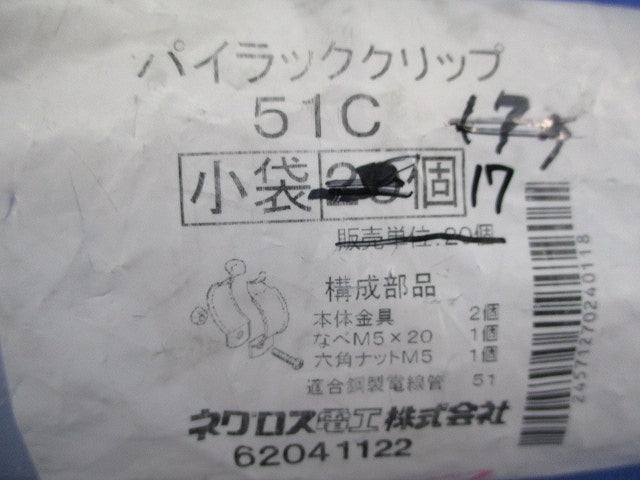 パイラッククリップ
51C
小袋 20個 17
販売単位:20個
構成部品
本体金具 2個
なべM5×20 1個
六角ナットM5 1個
適合鋼製電線管 51
ネグロス電工株式会社
62041122
24571270240118